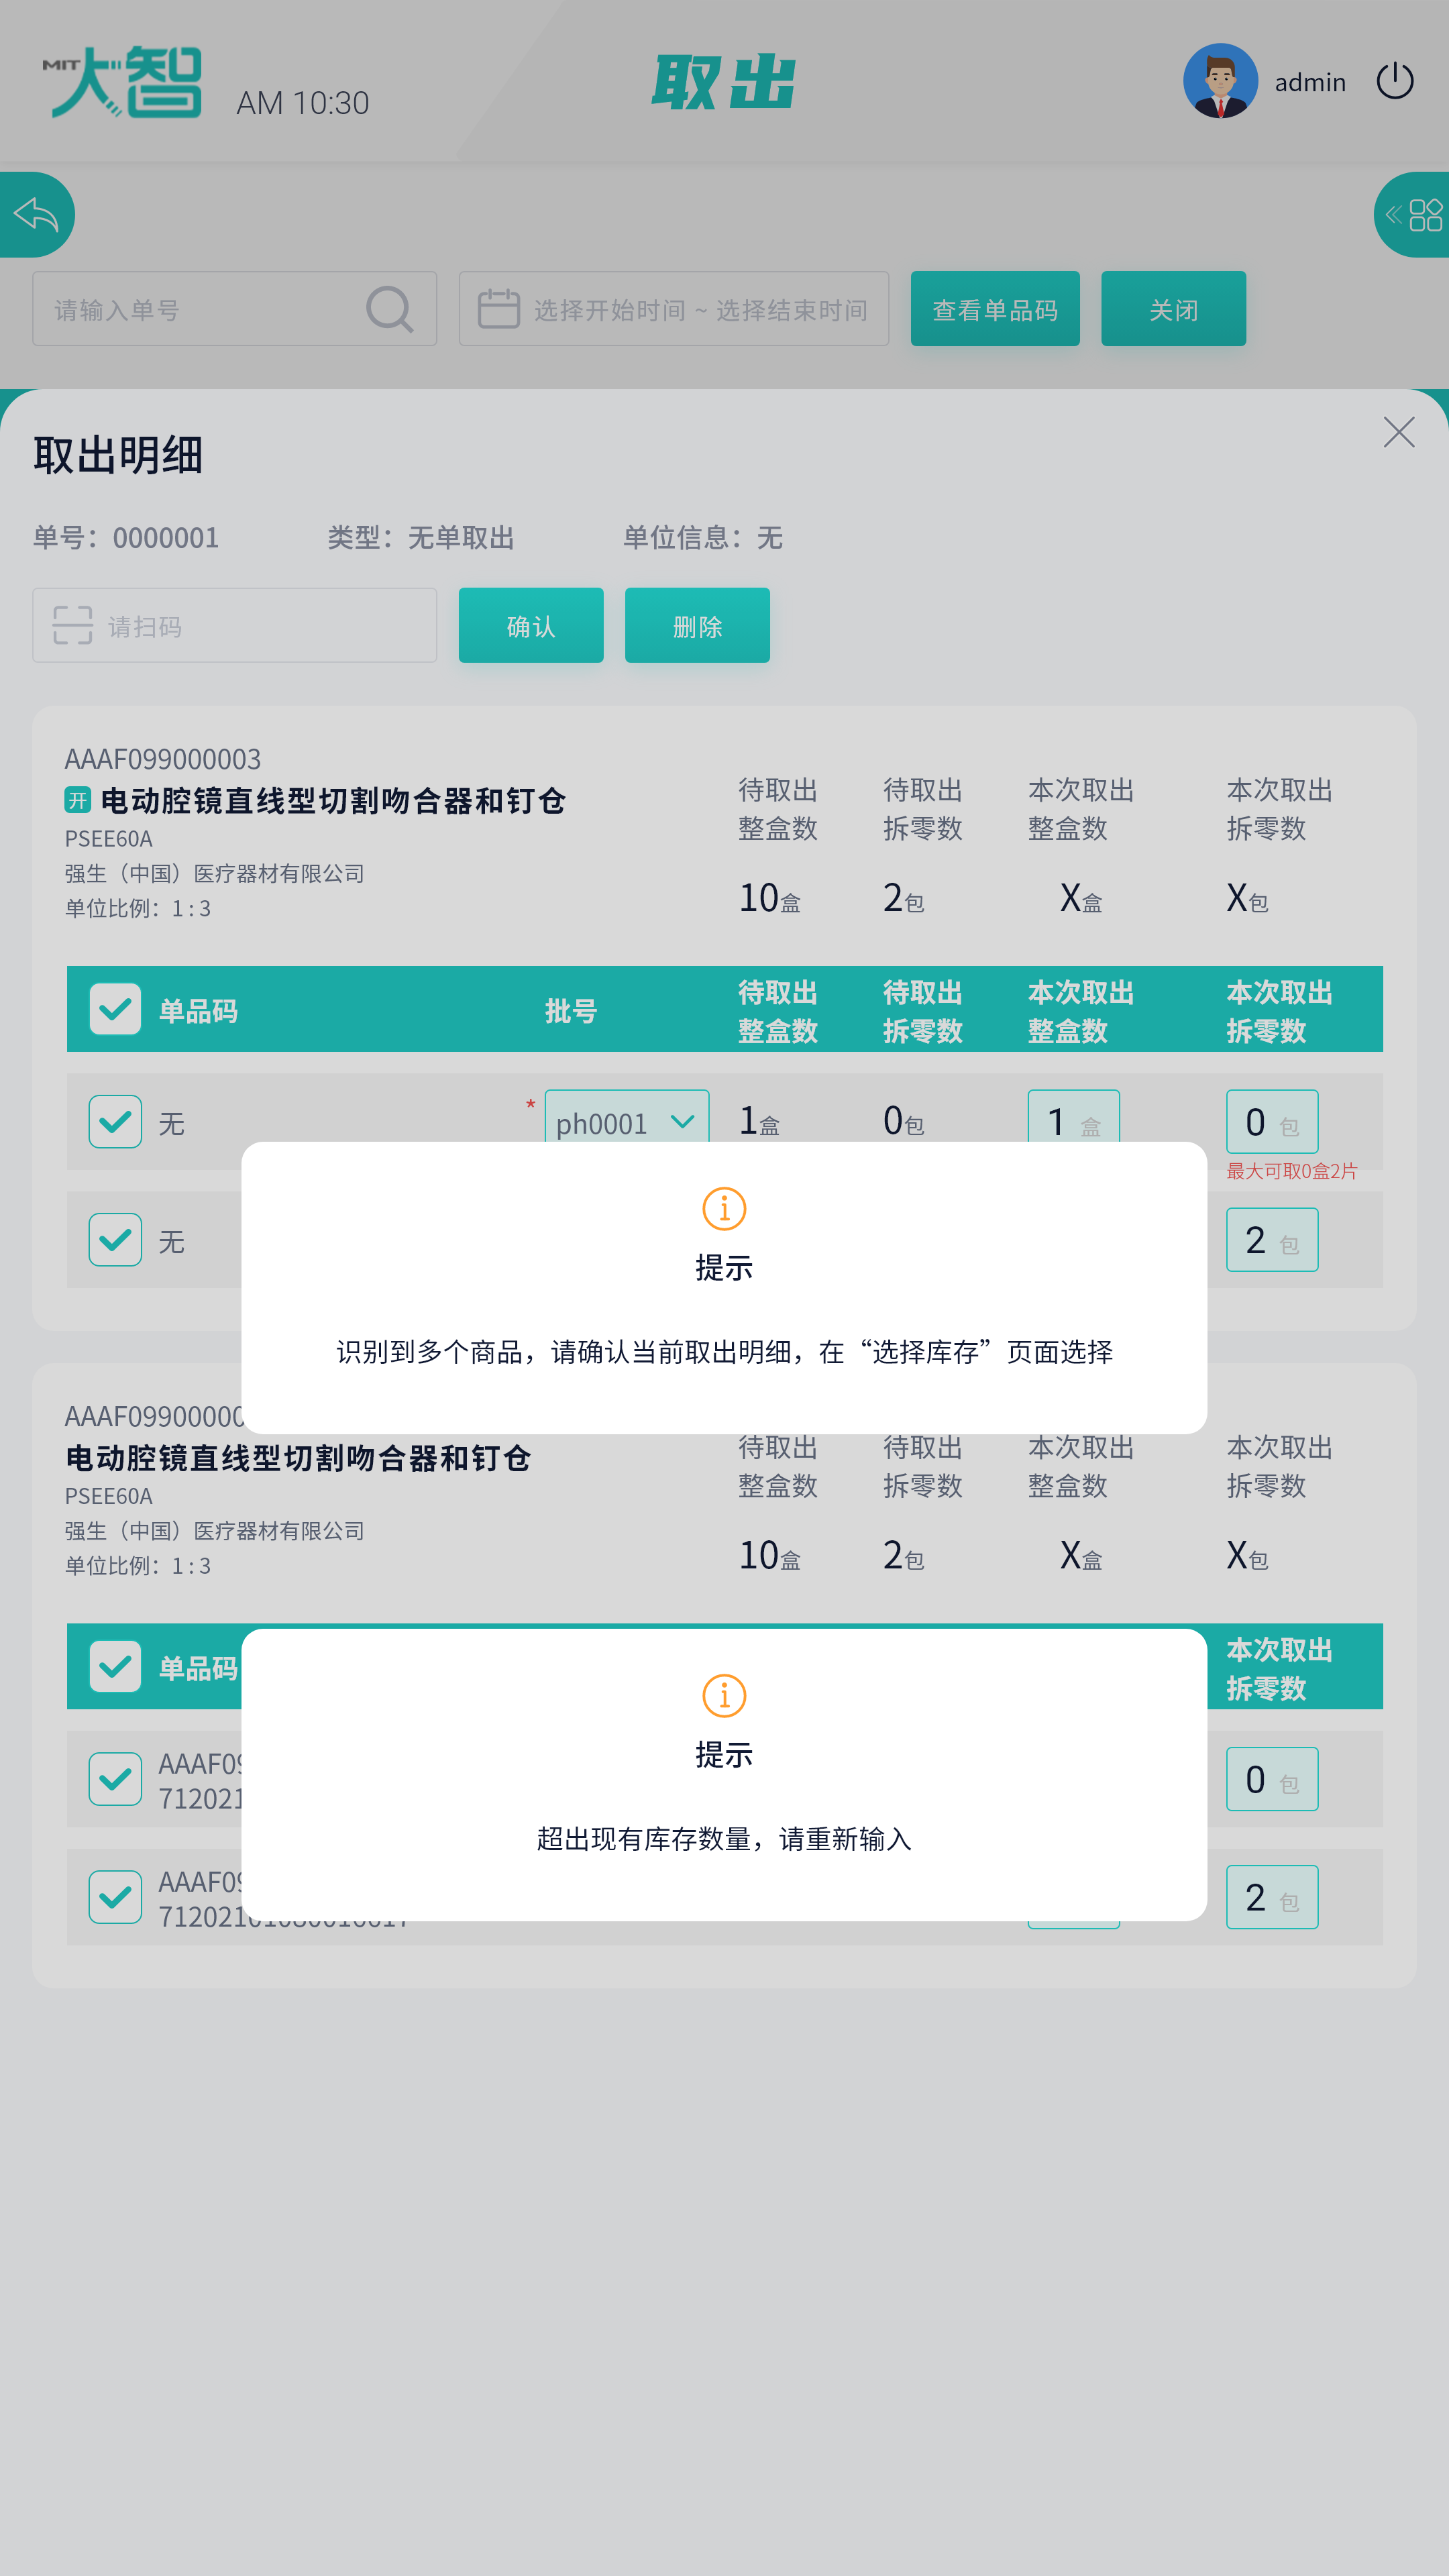 MIT大智
AM 10:30
取出
admin
请输入单号
选择开始时间 ~ 选择结束时间
查看单品码
关闭
取出明细
单号：0000001
类型：无单取出
单位信息：无
请扫码
确认
删除
AAAF099000003
开 电动腔镜直线型切割吻合器和钉仓
PSEE60A
强生（中国）医疗器材有限公司
单位比例：1 : 3
待取出 待取出 本次取出 本次取出
整盒数 拆零数 整盒数 拆零数
10盒 2包 X盒 X包
单品码 批号
待取出 待取出 本次取出 本次取出
整盒数 拆零数 整盒数 拆零数
无 * ph0001 1盒 0包 1 盒 0 包
最大可取0盒2片
无 2 包
提示
识别到多个商品，请确认当前取出明细，在“选择库存”页面选择
AAAF09900000
电动腔镜直线型切割吻合器和钉仓
PSEE60A
强生（中国）医疗器材有限公司
单位比例：1 : 3
待取出 待取出 本次取出 本次取出
整盒数 拆零数 整盒数 拆零数
10盒 2包 X盒 X包
单品码
本次取出
拆零数
提示
超出现有库存数量，请重新输入
AAAF09
712021
0 包
AAAF09
2 包